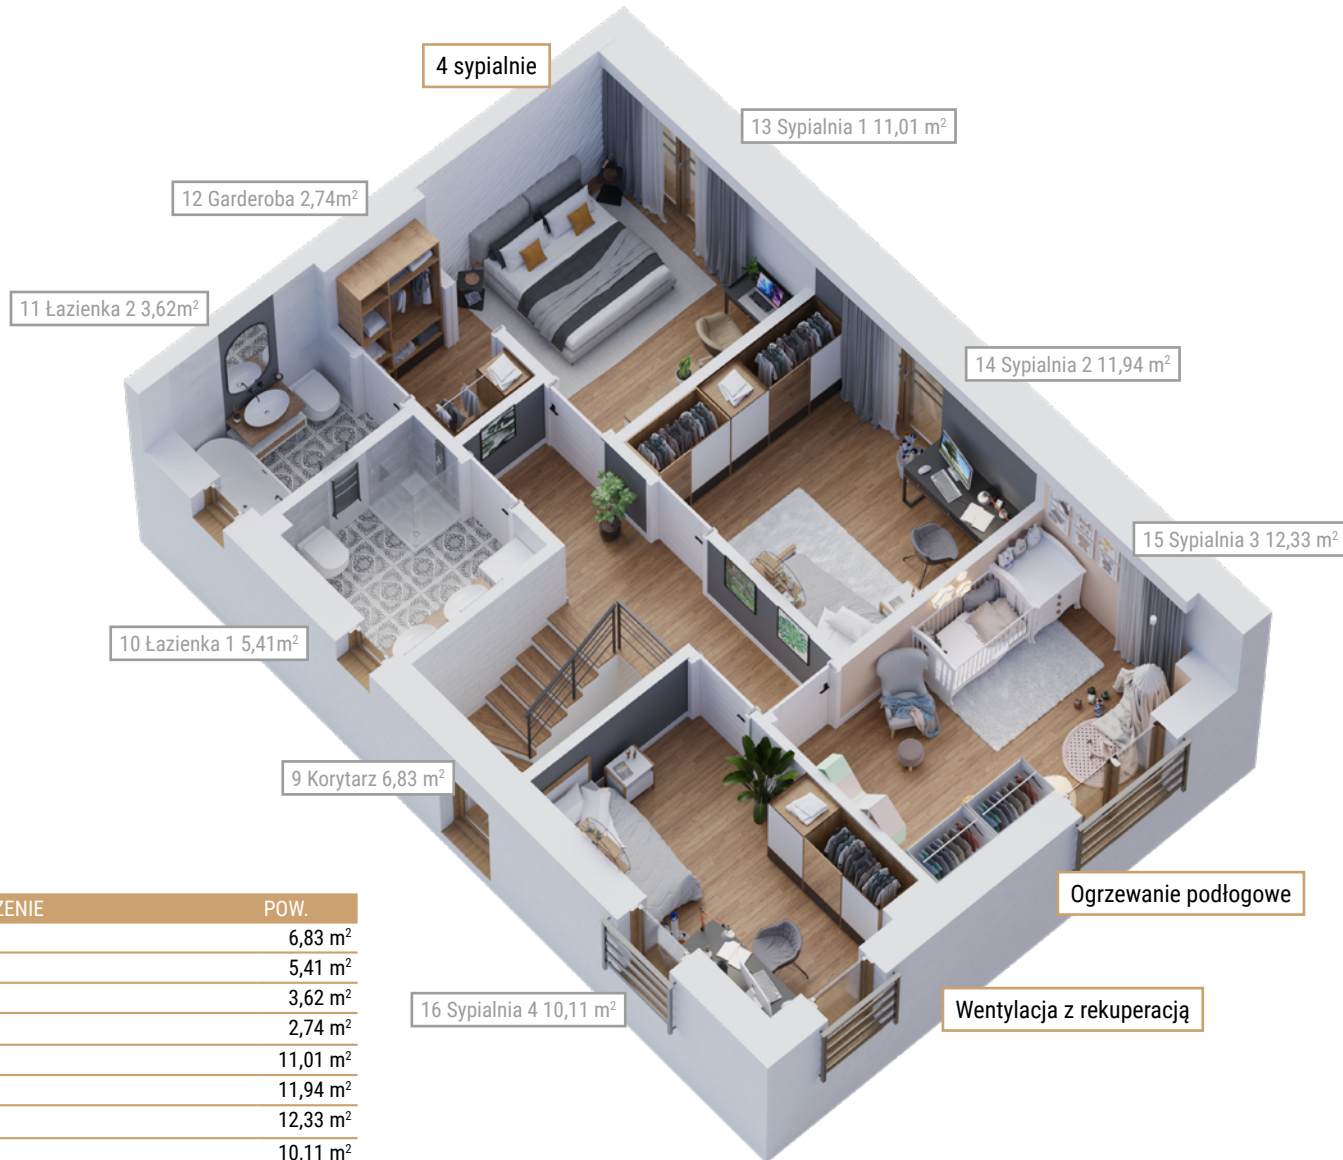 4 sypialnie
13 Sypialnia 1 11,01 m²
12 Garderoba 2,74m²
11 Łazienka 2 3,62m²
14 Sypialnia 2 11,94 m²
15 Sypialnia 3 12,33 m²
10 Łazienka 1 5,41m²
9 Korytarz 6,83 m²
Ogrzewanie podłogowe
16 Sypialnia 4 10,11 m²
Wentylacja z rekuperacją
ZENIE POW.
6,83 m²
5,41 m²
3,62 m²
2,74 m²
11,01 m²
11,94 m²
12,33 m²
10,11 m²